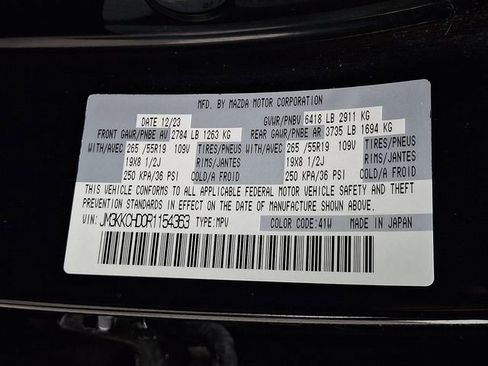 MFD. BY MAZDA MOTOR CORPORATION
DATE 12/23 GVWR/PNBV 6418 LB 2911 KG
FRONT GAWR/PNBE AV 2784 LB 1263 KG REAR GAWR/PNBE AR 3735 LB 1694 KG
WITH/AVEC 265 /55R19 109V TIRES/PNEUS WITH/AVEC 265 /55R19 109V TIRES/PNEUS
19X8 1/2J RIMS/JANTES 19X8 1/2J RIMS/JANTES
250 KPA/36 PSI COLD/A FROID 250 KPA/36 PSI COLD/A FROID
THIS VEHICLE CONFORMS TO ALL APPLICABLE FEDERAL MOTOR VEHICLE SAFETY AND THEFT
PREVENTION STANDARDS IN EFFECT ON THE DATE OF MANUFACTURE SHOWN ABOVE.
VIN: JM3KKCHD0R1154363 TYPE:MPV COLOR CODE:41W MADE IN JAPAN